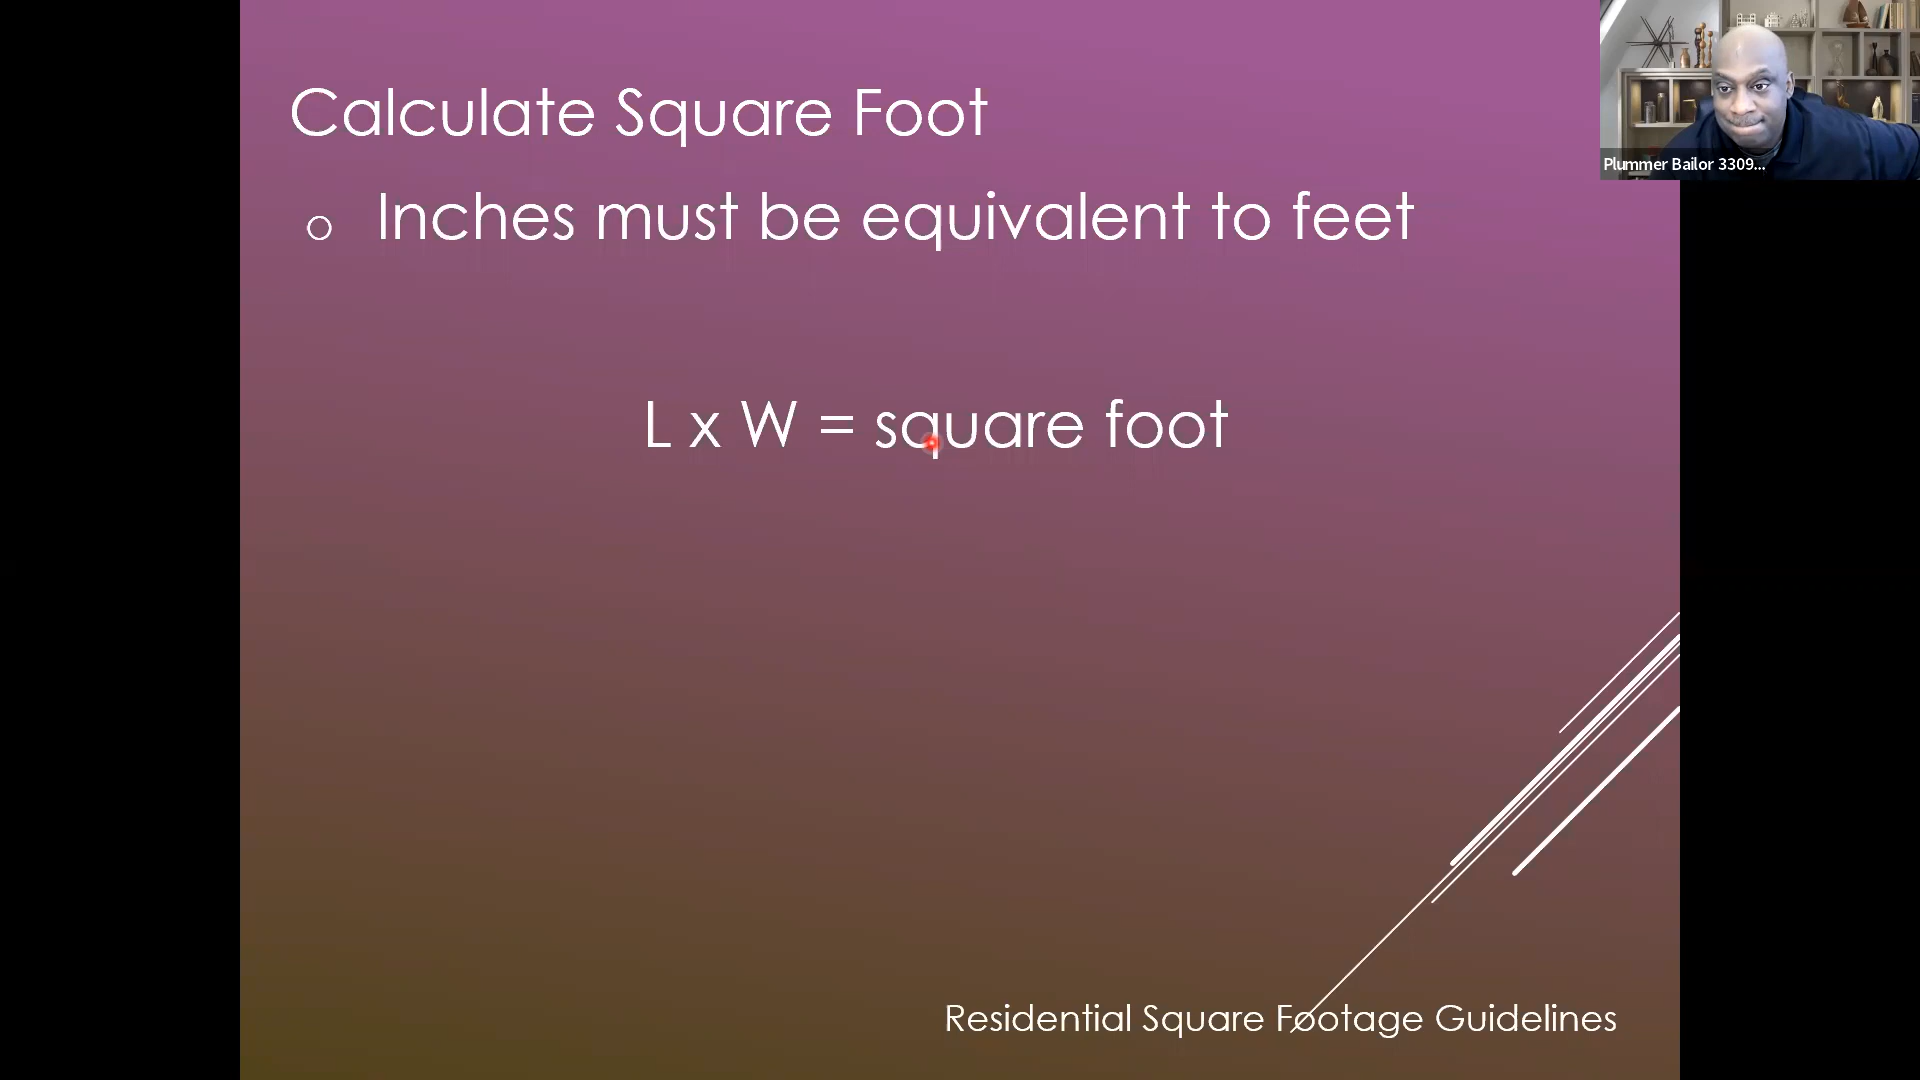 Calculate Square Foot
o Inches must be equivalent to feet
L x W = square foot
Residential Square Footage Guidelines
Plummer Bailor 3309...